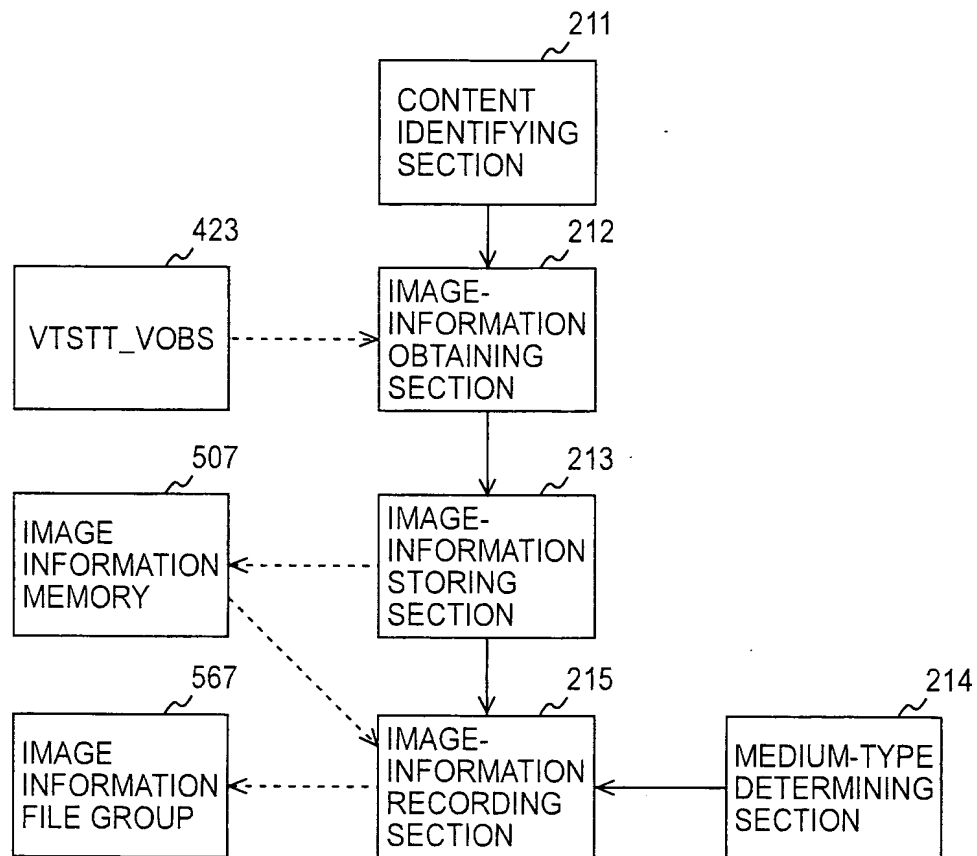 211
CONTENT
IDENTIFYING
SECTION
423
VTSTT_VOBS
212
IMAGE-
INFORMATION
OBTAINING
SECTION
507
IMAGE
INFORMATION
MEMORY
213
IMAGE-
INFORMATION
STORING
SECTION
567
IMAGE
INFORMATION
FILE GROUP
215
IMAGE-
INFORMATION
RECORDING
SECTION
214
MEDIUM-TYPE
DETERMINING
SECTION